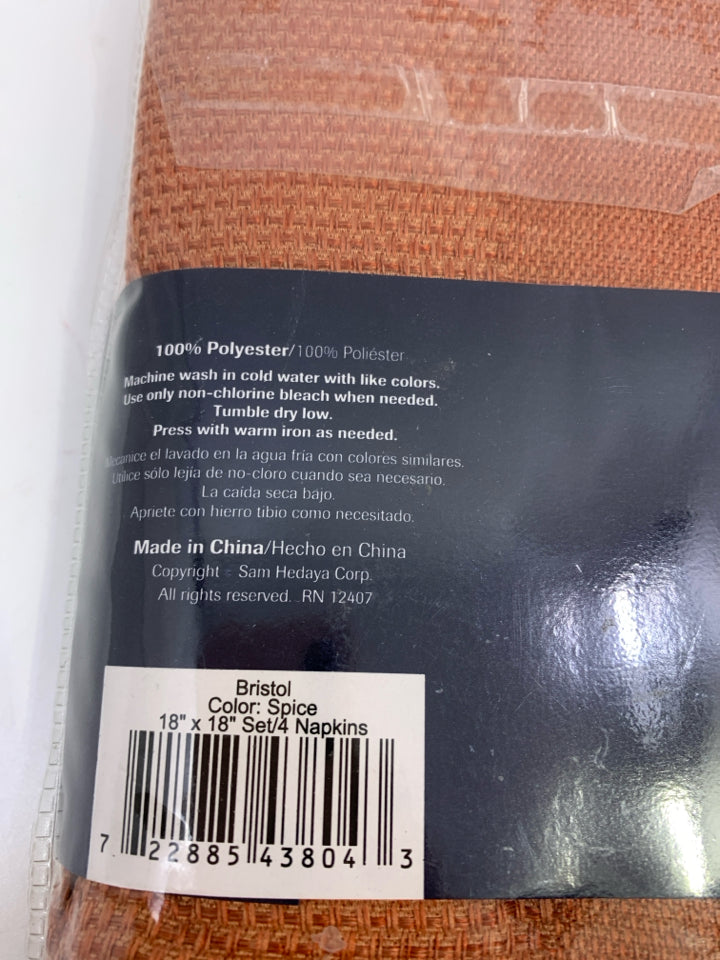 100% Polyester/100% Poliéster
Machine wash in cold water with like colors.
Use only non-chlorine bleach when needed.
Tumble dry low.
Press with warm iron as needed.
Mecanice el lavado en la agua fría con colores similares.
Utilice sólo lejía de no-cloro cuando sea necesario.
La caída seca bajo.
Apriete con hierro tibio como necesitado.
Made in China/Hecho en China
Copyright Sam Hedaya Corp.
All rights reserved. RN 12407
Bristol
Color: Spice
18" x 18" Set/4 Napkins
7 22885 43804 3